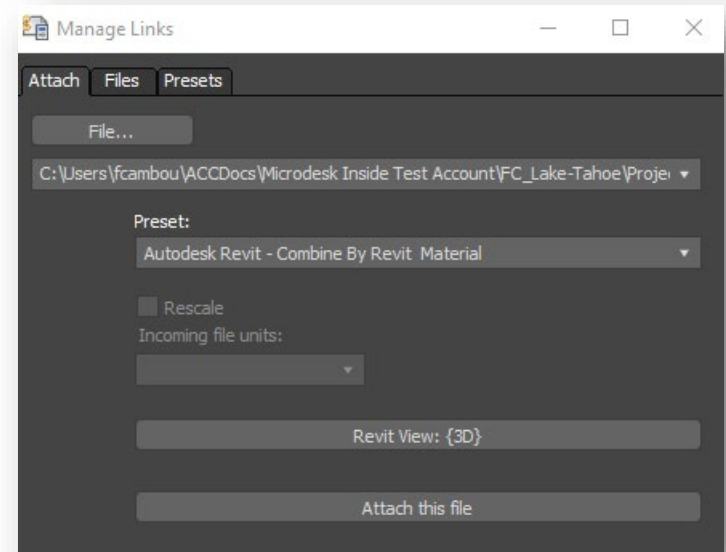 Manage Links
Attach Files Presets
File...
C:\Users\fcambou\ACCDocs\Microdesk Inside Test Account\FC_Lake-Tahoe\Projec
Preset:
Autodesk Revit - Combine By Revit Material
Rescale
Incoming file units:
Revit View: {3D}
Attach this file